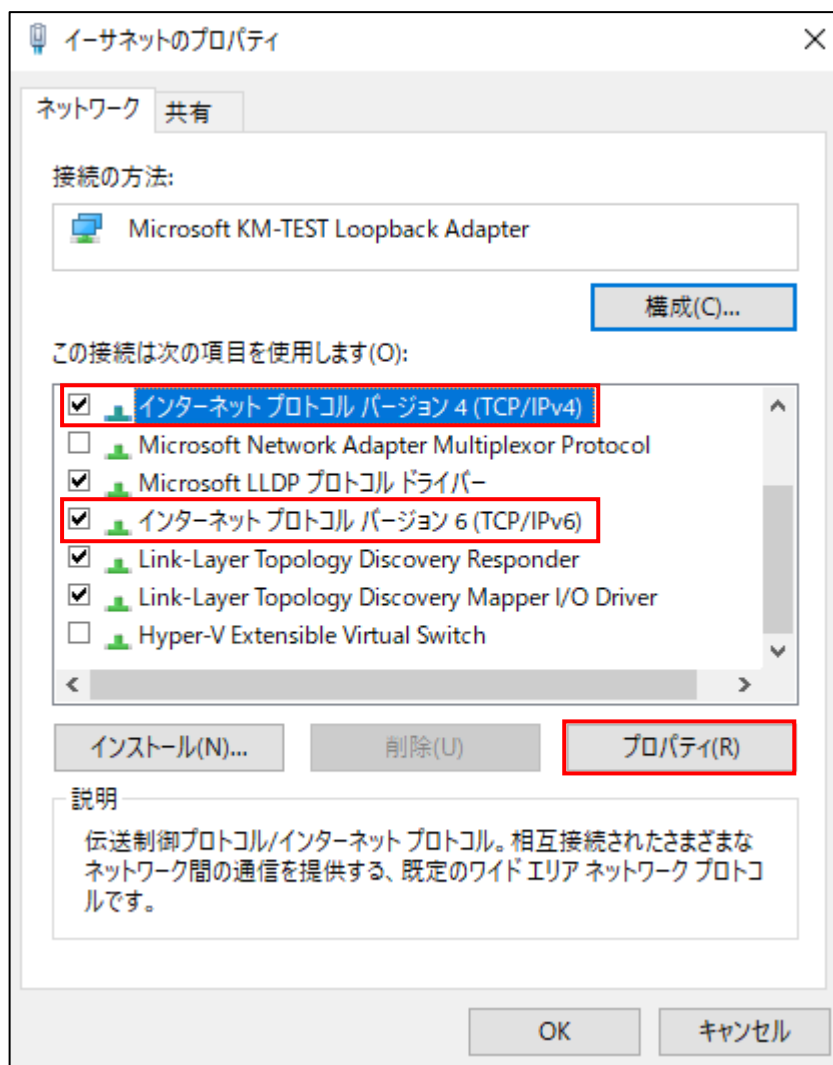 イーサネットのプロパティ
ネットワーク
共有
接続の方法:
Microsoft KM-TEST Loopback Adapter
構成(C)...
この接続は次の項目を使用します(O):
インターネット プロトコル バージョン 4 (TCP/IPv4)
Microsoft Network Adapter Multiplexor Protocol
Microsoft LLDP プロトコル ドライバー
インターネット プロトコル バージョン 6 (TCP/IPv6)
Link-Layer Topology Discovery Responder
Link-Layer Topology Discovery Mapper I/O Driver
Hyper-V Extensible Virtual Switch
インストール(N)...
削除(U)
プロパティ(R)
説明
伝送制御プロトコル/インターネット プロトコル。相互接続されたさまざまな
ネットワーク間の通信を提供する、既定のワイド エリア ネットワーク プロトコ
ルです。
OK
キャンセル